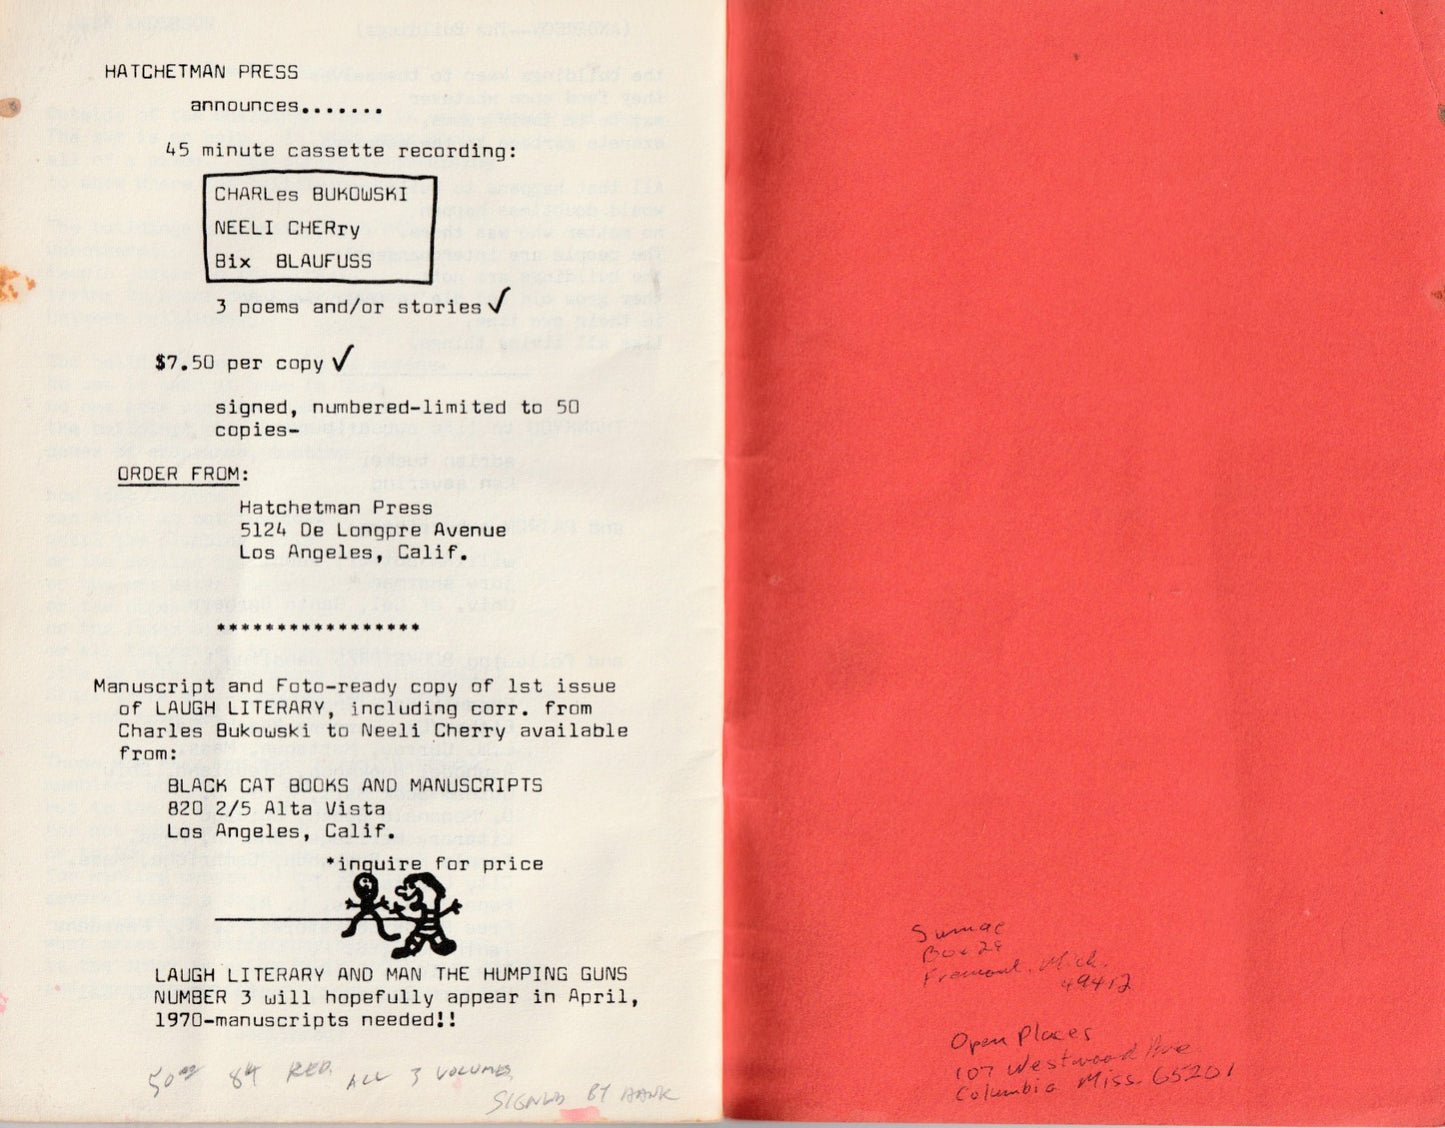 HATCHETMAN PRESS
announces.......
45 minute cassette recording:
CHARLes BUKOWSKI
NEELI CHERry
Bix BLAUFUSS
3 poems and/or stories ✓
$7.50 per copy ✓
signed, numbered-limited to 50
copies-
ORDER FROM:
Hatchetman Press
5124 De Longpre Avenue
Los Angeles, Calif.
*****************
Manuscript and Foto-ready copy of 1st issue
of LAUGH LITERARY, including corr. from
Charles Bukowski to Neeli Cherry available
from:
BLACK CAT BOOKS AND MANUSCRIPTS
820 2/5 Alta Vista
Los Angeles, Calif.
*inquire for price
LAUGH LITERARY AND MAN THE HUMPING GUNS
NUMBER 3 will hopefully appear in April,
1970-manuscripts needed!!
84 RED ALL 3 VOLUMES
SIGNED BY HANK
Sumac
Box 29
Fremont, Mich.
49412
Open Places
107 Westwood Ave
Columbia Miss. 65201